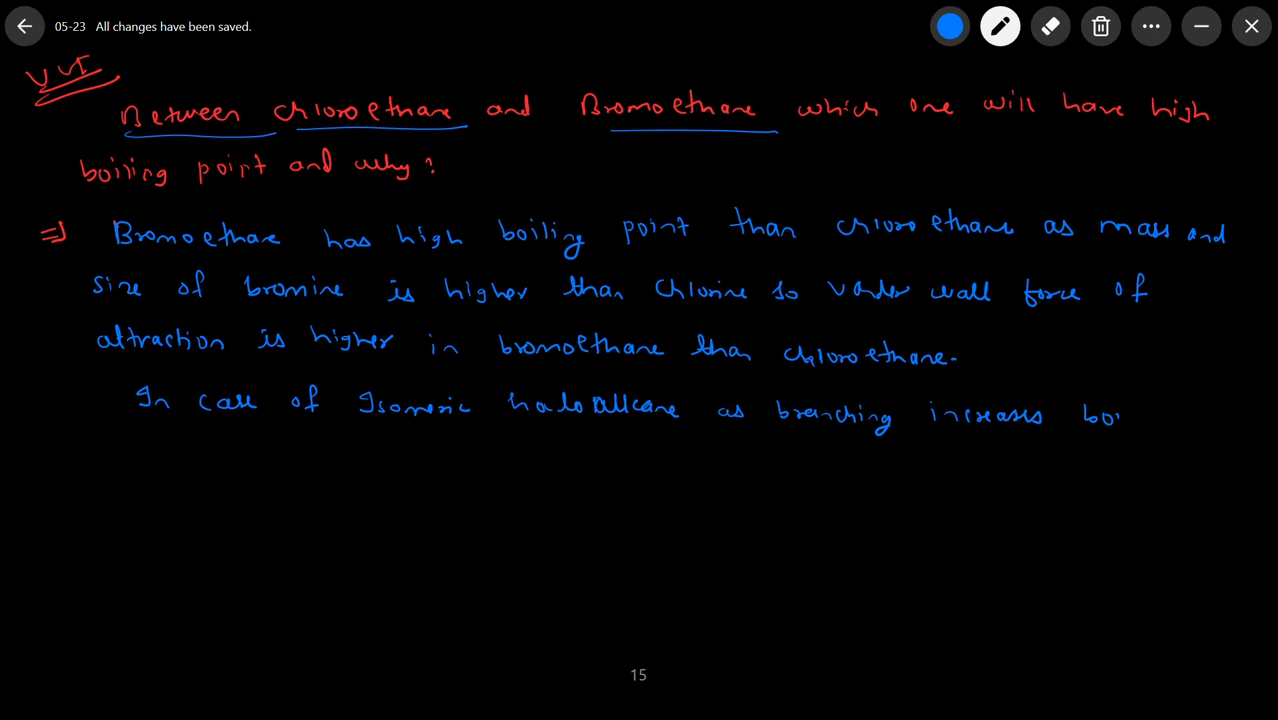 05-23 All changes have been saved.
VVI
Between chloroethane and Bromoethane which one will have high
boiling point and why?
=) Bromoethane has high boiling point than chloroethane as mass and
size of bromine is higher than Chlorine so vander wall force of
attraction is higher in bromoethane than chloroethane.
In case of Isomeric haloalkane as branching increases boi
15